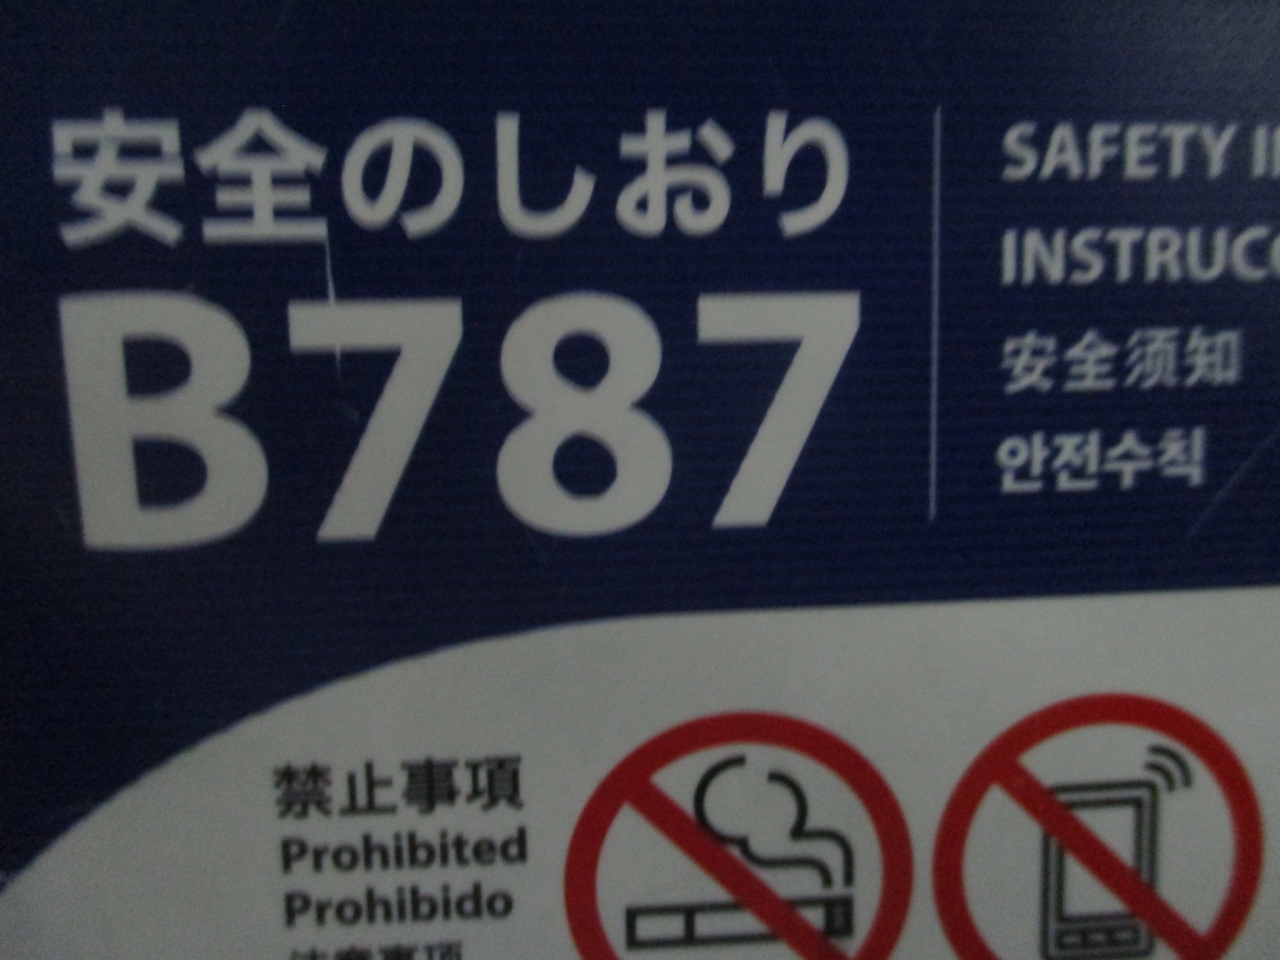 安全のしおり
B787
SAFETY
安全须知
안전수칙
禁止事項
Prohibited
Prohibido